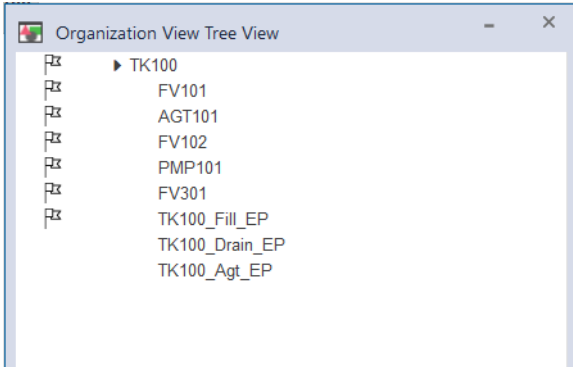 Organization View Tree View
TK100
FV101
AGT101
FV102
PMP101
FV301
TK100_Fill_EP
TK100_Drain_EP
TK100_Agt_EP